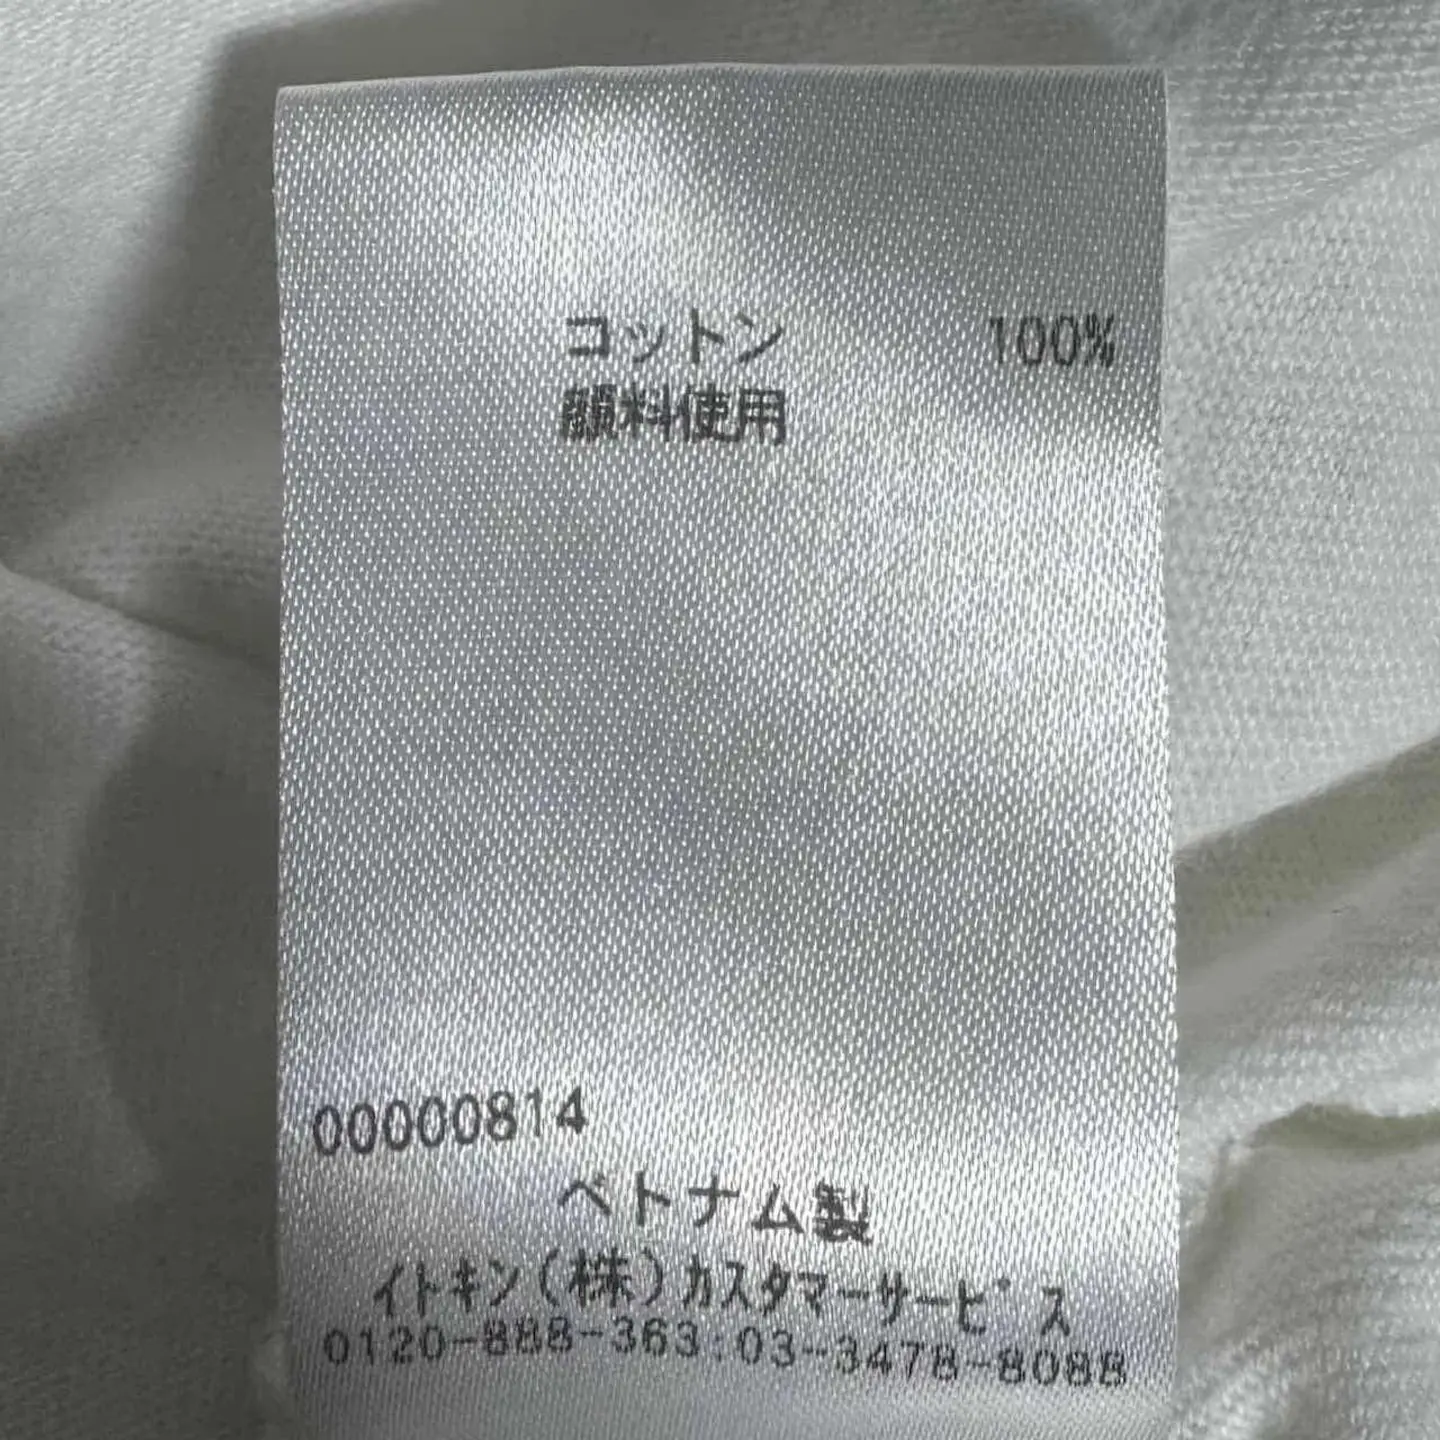 コットン 100%
顔料使用
00000814
ベトナム製
イトキン(株)カスタマーサービス
0120-888-363:03-3478-8088